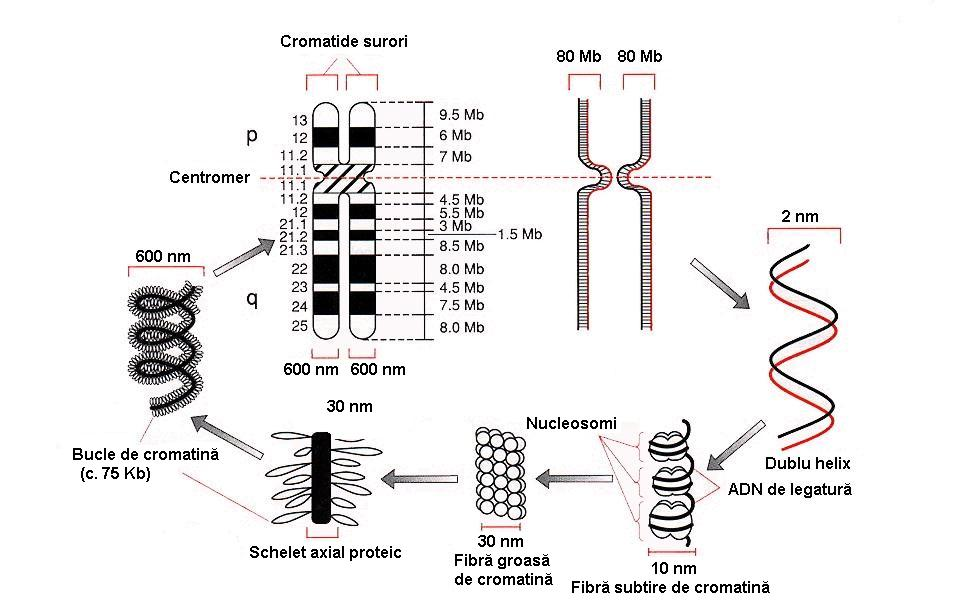 Cromatide surori
80 Mb 80 Mb
p
13
12
11.2
11.1
Centromer
11.1
11.2
12
21.1
21.2
21.3
22
23
24
25
q
9.5 Mb
6 Mb
7 Mb
4.5 Mb
5.5 Mb
3 Mb
1.5 Mb
8.5 Mb
8.0 Mb
4.5 Mb
7.5 Mb
8.0 Mb
600 nm 600 nm
2 nm
600 nm
Dublu helix
Nucleosomi
ADN de legatură
10 nm
Fibră subtire de cromatină
30 nm
Fibră groasă
de cromatină
30 nm
Schelet axial proteic
Bucle de cromatină
(c. 75 Kb)